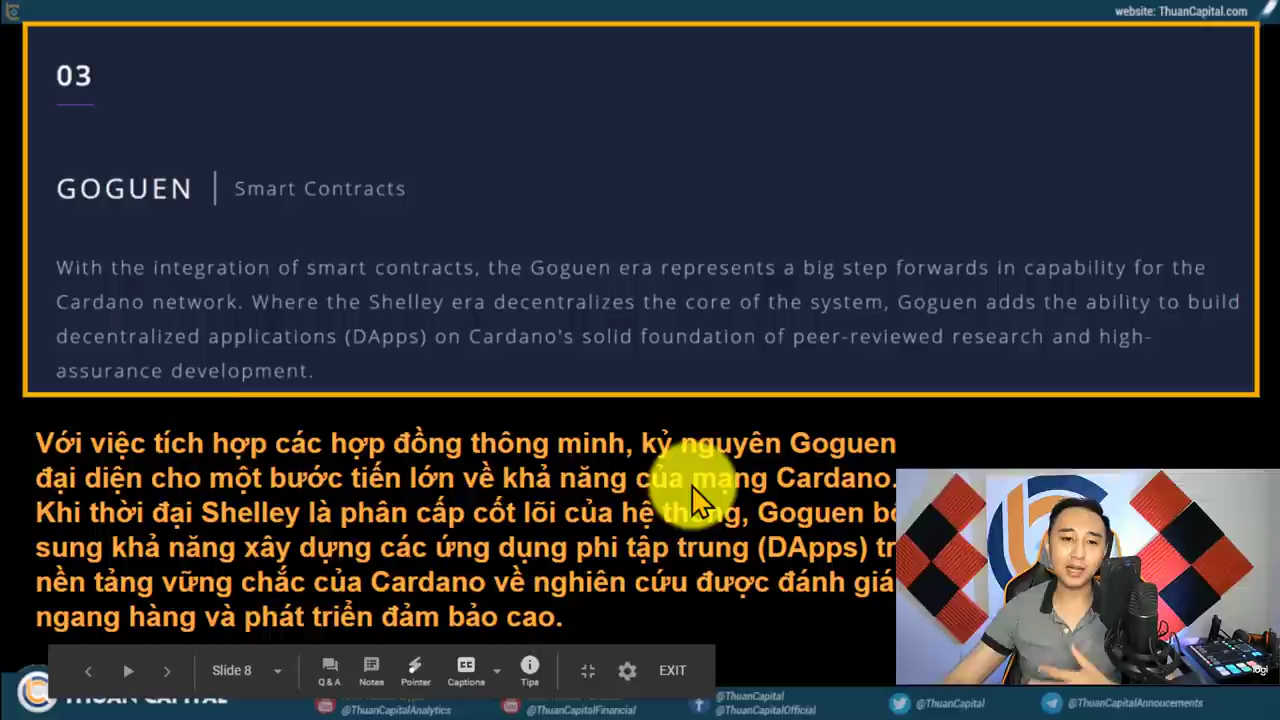 website: ThuanCapital.com
03
GOGUEN | Smart Contracts
With the integration of smart contracts, the Goguen era represents a big step forwards in capability for the
Cardano network. Where the Shelley era decentralizes the core of the system, Goguen adds the ability to build
decentralized applications (DApps) on Cardano's solid foundation of peer-reviewed research and high-
assurance development.
Với việc tích hợp các hợp đồng thông minh, kỷ nguyên Goguen
đại diện cho một bước tiến lớn về khả năng của mạng Cardano.
Khi thời đại Shelley là phân cấp cốt lõi của hệ thống, Goguen
sung khả năng xây dựng các ứng dụng phi tập trung (DApps)
nền tảng vững chắc của Cardano về nghiên cứu được đánh giá
ngang hàng và phát triển đảm bảo cao.
Slide 8
Q & A
Notes
Pointer
Captions
Tips
EXIT
logi
THUAN CAPITAL
@ThuanCapitalAnalytics
@ThuanCapitalFinancial
@ThuanCapital
@ThuanCapitalOfficial
@ThuanCapital
@ThuanCapitalAnnoucements